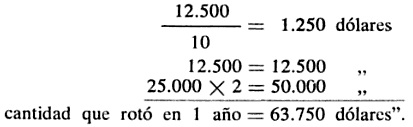 12.500
10 = 1.250 dólares
12.500 = 12.500 ,,
25.000 × 2 = 50.000 ,,
cantidad que rotó en 1 año = 63.750 dólares”.